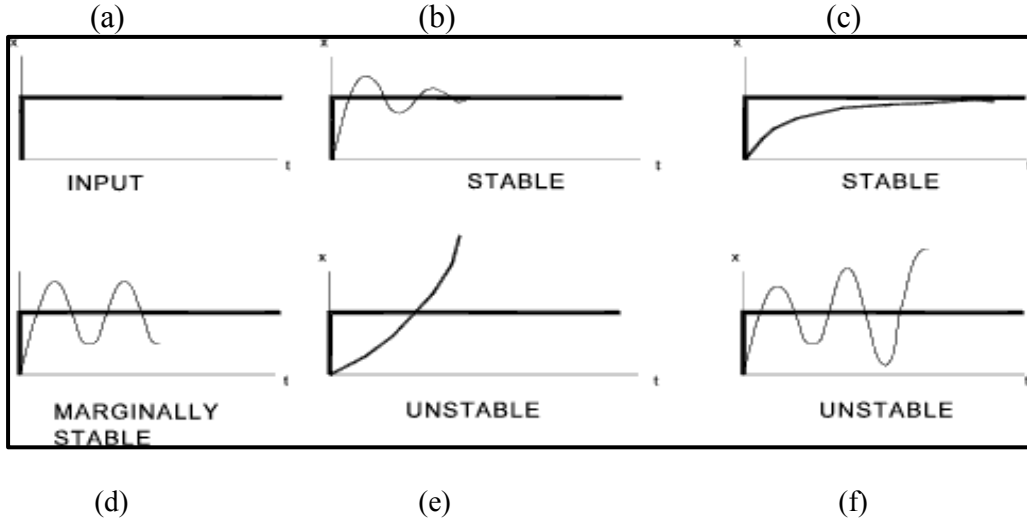 (a) (b) (c)
x x x
t t t
INPUT STABLE STABLE
x x
t t t
MARGINALLY UNSTABLE UNSTABLE
STABLE
(d) (e) (f)